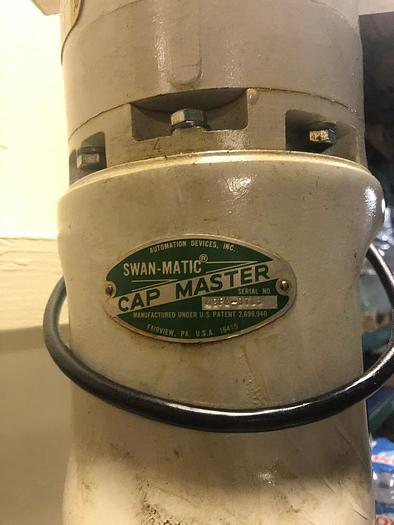 AUTOMATION DEVICES, INC.
SWAN-MATIC®
CAP MASTER
SERIAL NO.
MANUFACTURED UNDER U.S. PATENT 2,696,940
FAIRVIEW, PA. U.S.A. 16415